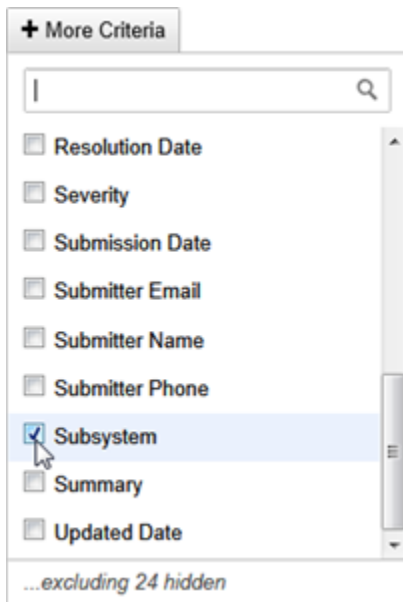 + More Criteria
Resolution Date
Severity
Submission Date
Submitter Email
Submitter Name
Submitter Phone
Subsystem
Summary
Updated Date
...excluding 24 hidden